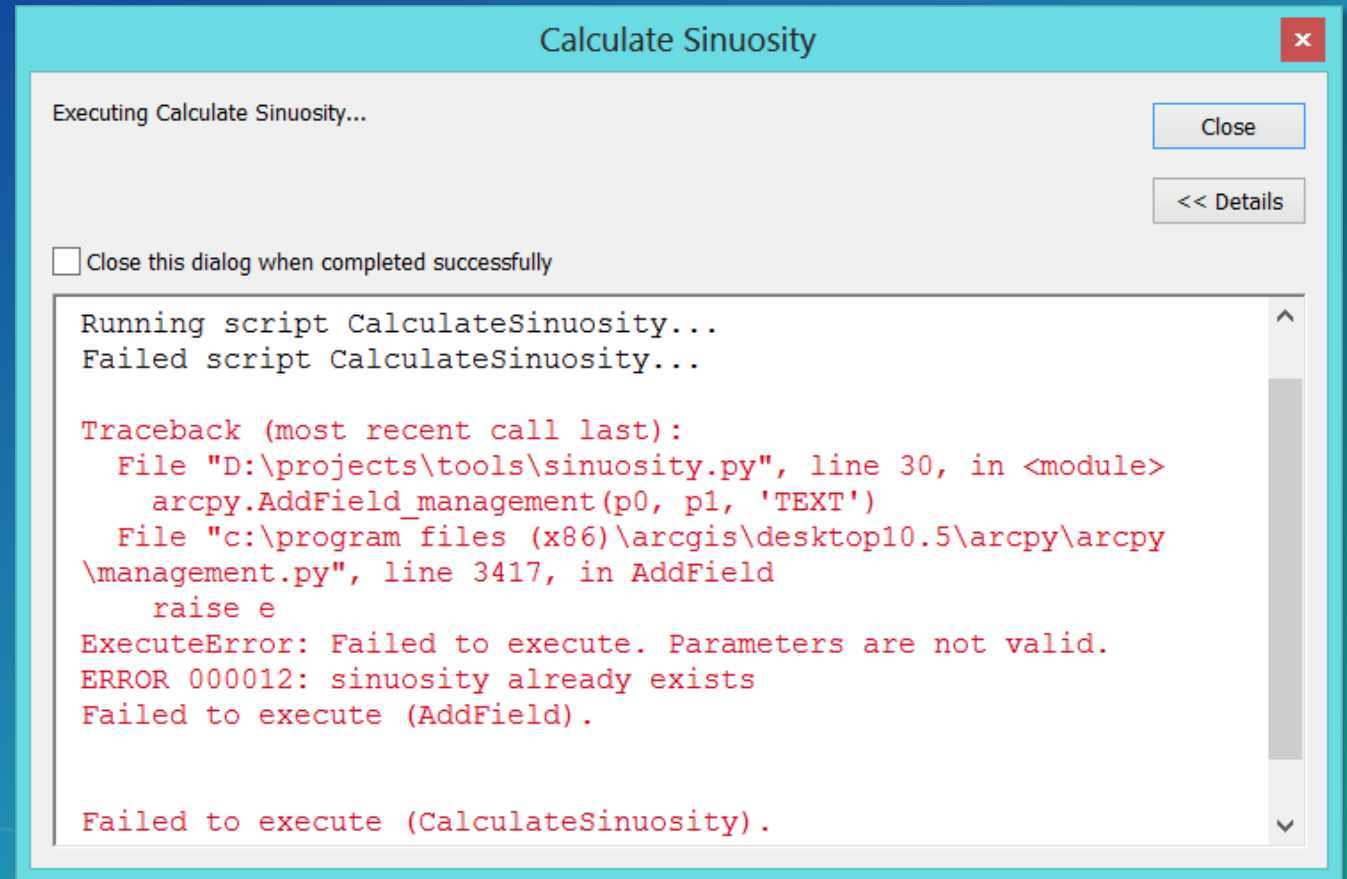 Calculate Sinuosity
x
Executing Calculate Sinuosity...
Close
<< Details
Close this dialog when completed successfully
Running script CalculateSinuosity...
Failed script CalculateSinuosity...
Traceback (most recent call last):
  File "D:\projects\tools\sinuosity.py", line 30, in <module>
    arcpy.AddField_management(p0, p1, 'TEXT')
  File "c:\program files (x86)\arcgis\desktop10.5\arcpy\arcpy
\management.py", line 3417, in AddField
    raise e
ExecuteError: Failed to execute. Parameters are not valid.
ERROR 000012: sinuosity already exists
Failed to execute (AddField).
Failed to execute (CalculateSinuosity).